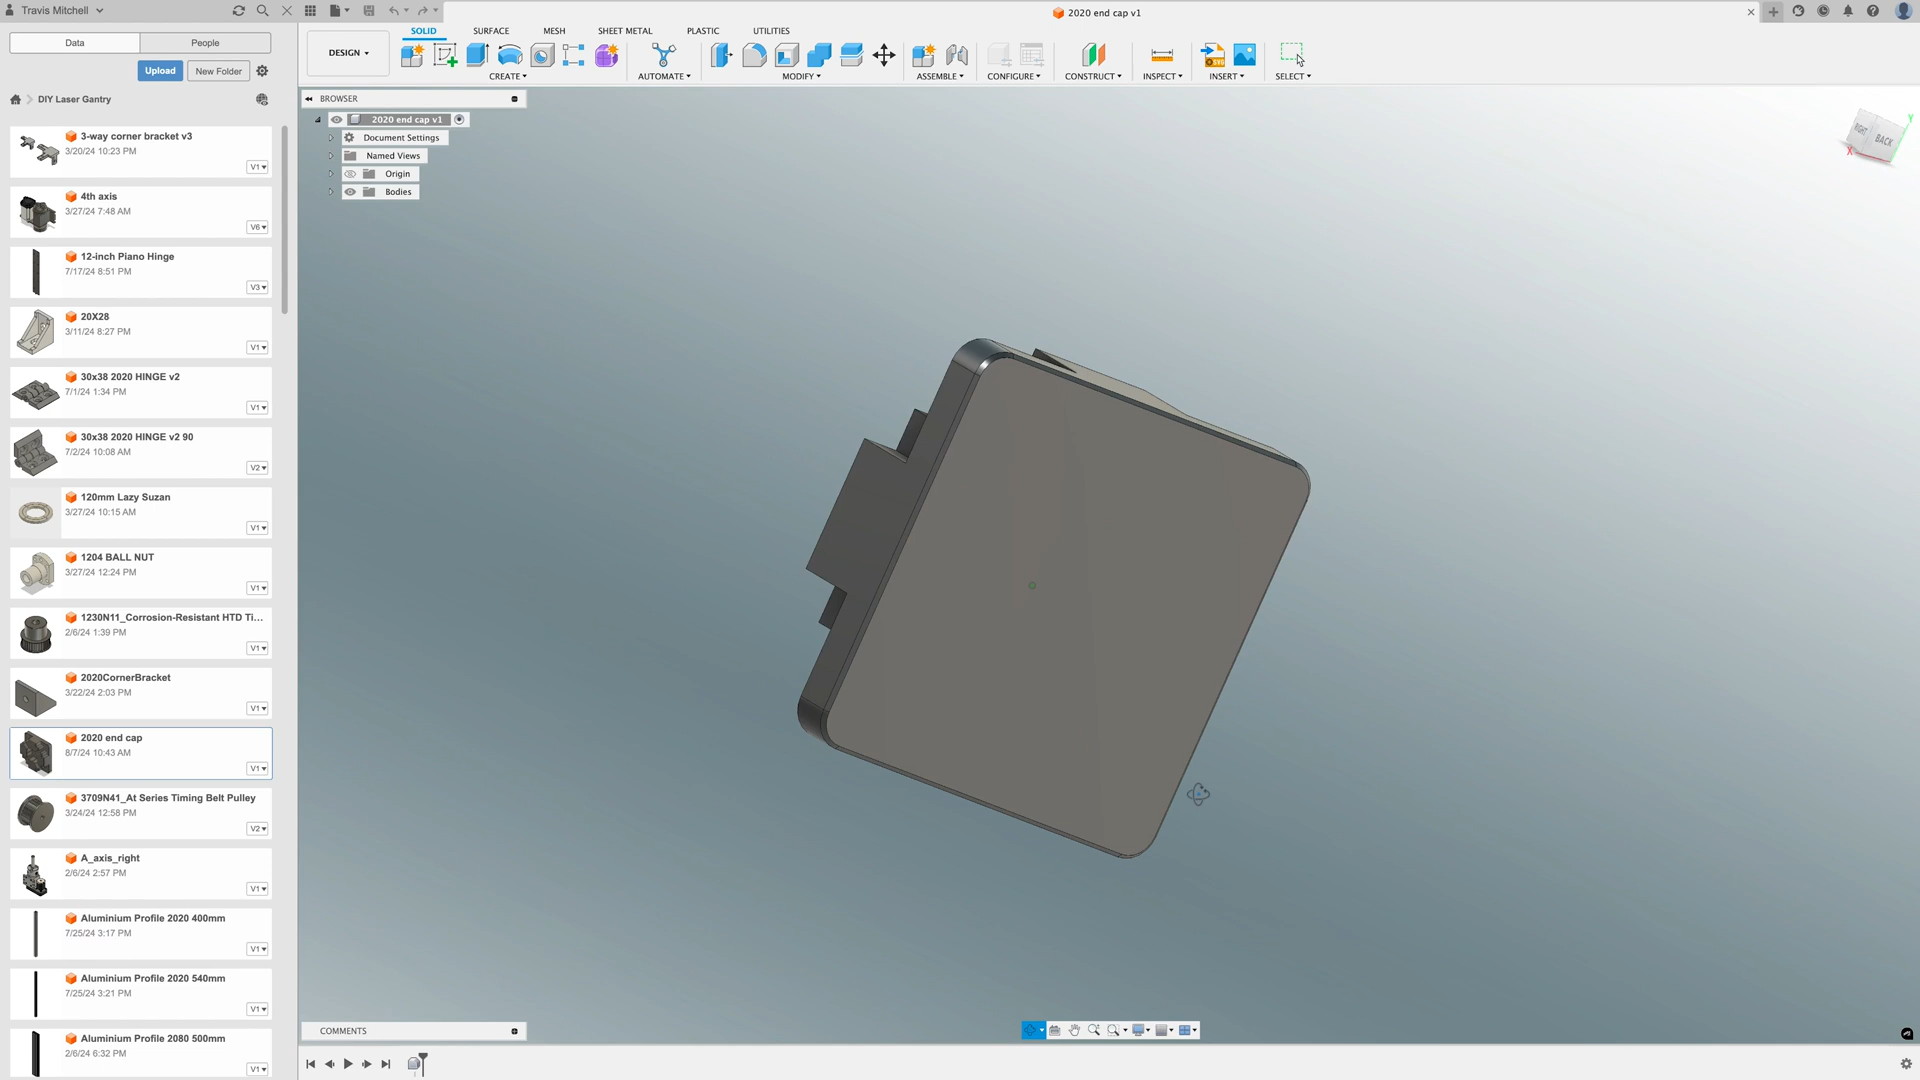 Travis Mitchell
2020 end cap v1
Data
People
Upload
New Folder
DIY Laser Gantry
3-way corner bracket v3
3/20/24 10:23 PM
V1
4th axis
3/27/24 7:48 AM
V6
12-inch Piano Hinge
7/17/24 8:51 PM
V3
20X28
3/11/24 8:27 PM
V1
30x38 2020 HINGE v2
7/1/24 1:34 PM
V1
30x38 2020 HINGE v2 90
7/2/24 10:08 AM
V2
120mm Lazy Suzan
3/27/24 10:15 AM
V1
1204 BALL NUT
3/27/24 12:24 PM
V1
1230N11_Corrosion-Resistant HTD Ti...
2/6/24 1:39 PM
V1
2020CornerBracket
3/22/24 2:03 PM
V1
2020 end cap
8/7/24 10:43 AM
V1
3709N41_At Series Timing Belt Pulley
3/24/24 12:58 PM
V2
A_axis_right
2/6/24 2:57 PM
V1
Aluminium Profile 2020 400mm
7/25/24 3:17 PM
V1
Aluminium Profile 2020 540mm
7/25/24 3:21 PM
V1
Aluminium Profile 2080 500mm
2/6/24 6:32 PM
V1
DESIGN
SOLID
SURFACE
MESH
SHEET METAL
PLASTIC
UTILITIES
CREATE
AUTOMATE
MODIFY
ASSEMBLE
CONFIGURE
CONSTRUCT
INSPECT
INSERT
SELECT
BROWSER
2020 end cap v1
Document Settings
Named Views
Origin
Bodies
RIGHT
BACK
X
Y
COMMENTS